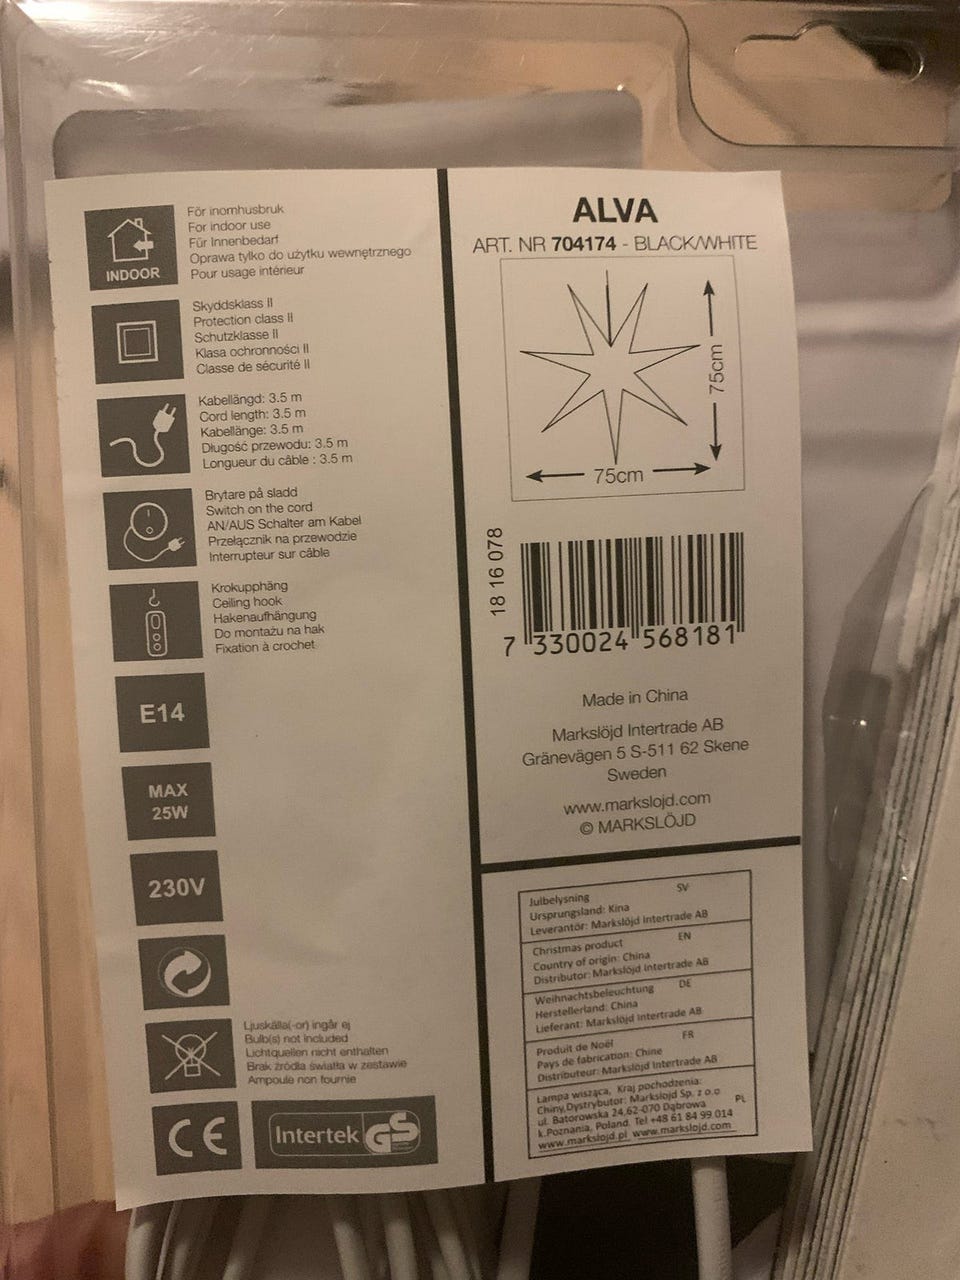 INDOOR
För inomhusbruk
For indoor use
Für Innenbedarf
Oprawa tylko do użytku wewnętrznego
Pour usage intérieur
Skyddsklass II
Protection class II
Schutzklasse II
Klasa ochronności II
Classe de sécurité II
Kabellängd: 3.5 m
Cord length: 3.5 m
Kabellänge: 3.5 m
Długość przewodu: 3.5 m
Longueur du câble : 3.5 m
Brytare på sladd
Switch on the cord
AN/AUS Schalter am Kabel
Przełącznik na przewodzie
Interrupteur sur câble
Krokupphäng
Ceiling hook
Hakenaufhängung
Do montażu na hak
Fixation à crochet
E14
MAX
25W
230V
Ljuskälla(-or) ingår ej
Bulb(s) not included
Lichtquellen nicht enthalten
Brak źródła światła w zestawie
Ampoule non fournie
CE
Intertek GS
ALVA
ART. NR 704174 - BLACK/WHITE
75cm
75cm
18 16 078
7 330024 568181
Made in China
Markslöjd Intertrade AB
Gränevägen 5 S-511 62 Skene
Sweden
www.markslojd.com
© MARKSLÖJD
Julbelysning SV
Ursprungsland: Kina
Leverantör: Markslöjd Intertrade AB
Christmas product EN
Country of origin: China
Distributor: Markslöjd Intertrade AB
Weihnachtsbeleuchtung DE
Herstellerland: China
Lieferant: Markslöjd Intertrade AB
Produit de Noël FR
Pays de fabrication: Chine
Distributeur: Markslöjd Intertrade AB
Lampa wisząca, Kraj pochodzenia:
Chiny,Dystrybutor: Markslojd Sp. z o.o
ul. Batorowska 24,62-070 Dąbrowa PL
k.Poznania, Poland. Tel +48 61 84 99 014
www.markslojd.pl www.markslojd.com